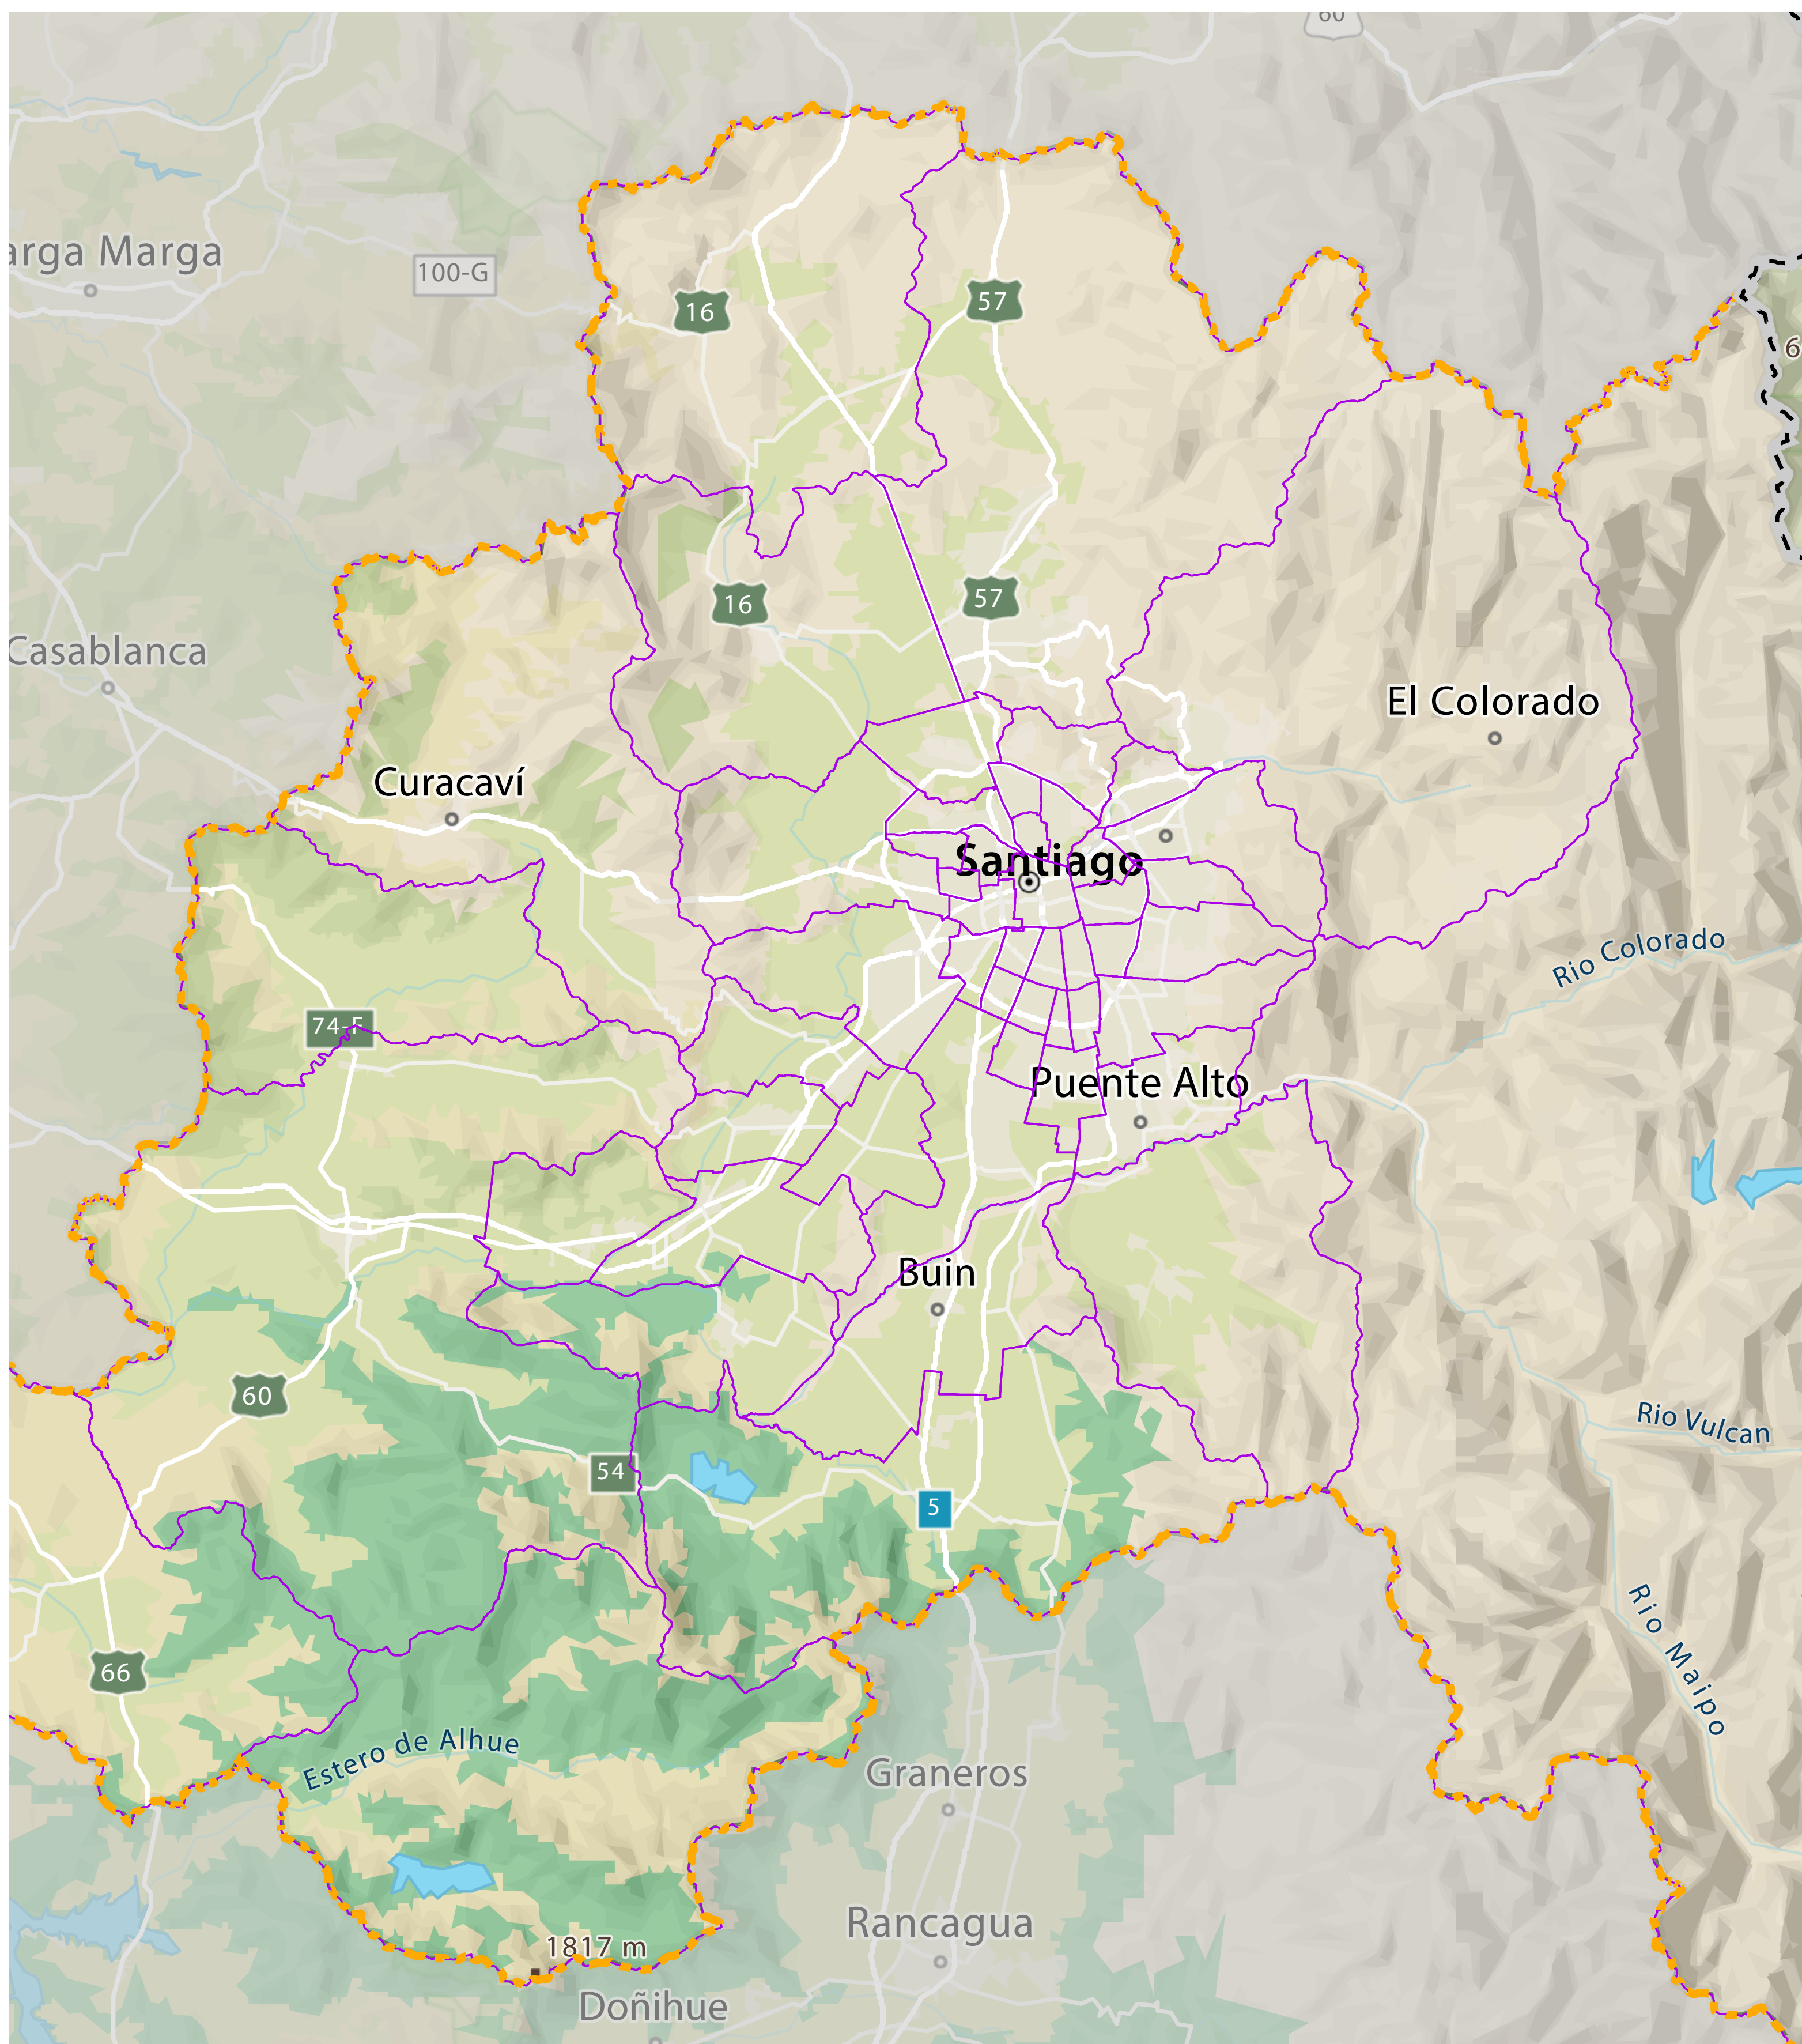 60
arga Marga
100-G
16
57
6
16
57
Casablanca
El Colorado
Curacaví
Santiago
Rio Colorado
74-F
Puente Alto
Buin
60
Rio Vulcan
54
5
Rio Maipo
66
Estero de Alhue
Graneros
Rancagua
1817 m
Doñihue